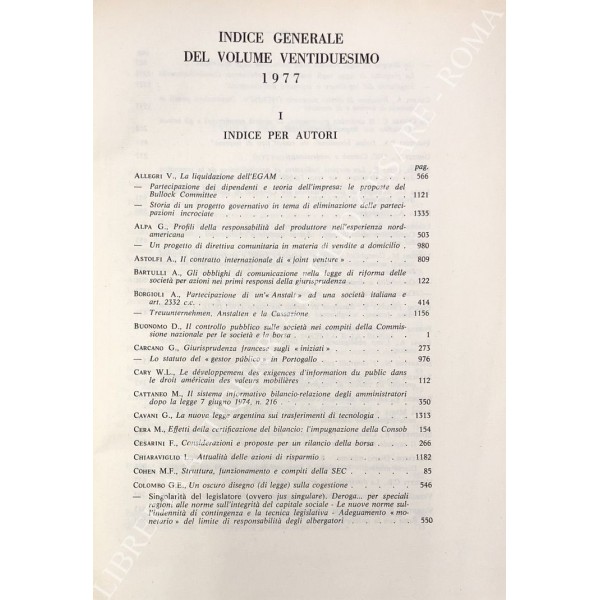 INDICE GENERALE
DEL VOLUME VENTIDUESIMO
1977
I
INDICE PER AUTORI
pag.
ALLEGRI V., La liquidazione dell'EGAM . . . . . . . . . . 566
— Partecipazione dei dipendenti e teoria dell'impresa: le proposte del
Bullock Committee . . . . . . . . . . 1121
— Storia di un progetto governativo in tema di eliminazione delle parteci-
pazioni incrociate . . . . . . . . . . 1335
ALPA G., Profili della responsabilità del produttore nell'esperienza nord-
americana . . . . . . . . . . 503
— Un progetto di direttiva comunitaria in materia di vendite a domicilio . 980
ASTOLFI A., Il contratto internazionale di « joint venture » . . . . . 809
BARTULLI A., Gli obblighi di comunicazione nella legge di riforma delle
società per azioni nei primi responsi della giurisprudenza . . . . . 122
BORGIOLI A., Partecipazione di un'« Anstalt » ad una società italiana e
art. 2332 c.c. . . . . . . . . . . 414
— Treuunternehmen, Anstalten e la Cassazione . . . . . . 1156
BUONOMO D., Il controllo pubblico sulle società nei compiti della Commis-
sione nazionale per le società e la borsa . . . . . . . 1
CARCANO G., Giurisprudenza francese sugli « iniziati » . . . . . 273
— Lo statuto del « gestor público » in Portogallo . . . . . . 976
CARY W.L., Le développement des exigences d'information du public dans
le droit américain des valeurs mobilières . . . . . . . 112
CATTANEO M., Il sistema informativo bilancio-relazione degli amministratori
dopo la legge 7 giugno 1974, n. 216 . . . . . . . . 350
CAVANI G., La nuova legge argentina sui trasferimenti di tecnologia . . 1313
CERA M., Effetti della certificazione del bilancio: l'impugnazione della Consob 154
CESARINI F., Considerazioni e proposte per un rilancio della borsa . . . 266
CHIARAVIGLIO L., Attualità delle azioni di risparmio . . . . . 1182
COHEN M.F., Struttura, funzionamento e compiti della SEC . . . . 85
COLOMBO G.E., Un oscuro disegno (di legge) sulla cogestione . . . . 546
— Singolarità del legislatore (ovvero jus singulare). Deroga... per speciali
ragioni, alle norme sull'integrità del capitale sociale - Le nuove norme sul-
l'indennità di contingenza e la tecnica legislativa - Adeguamento « mo-
netario » del limite di responsabilità degli albergatori . . . . . 550